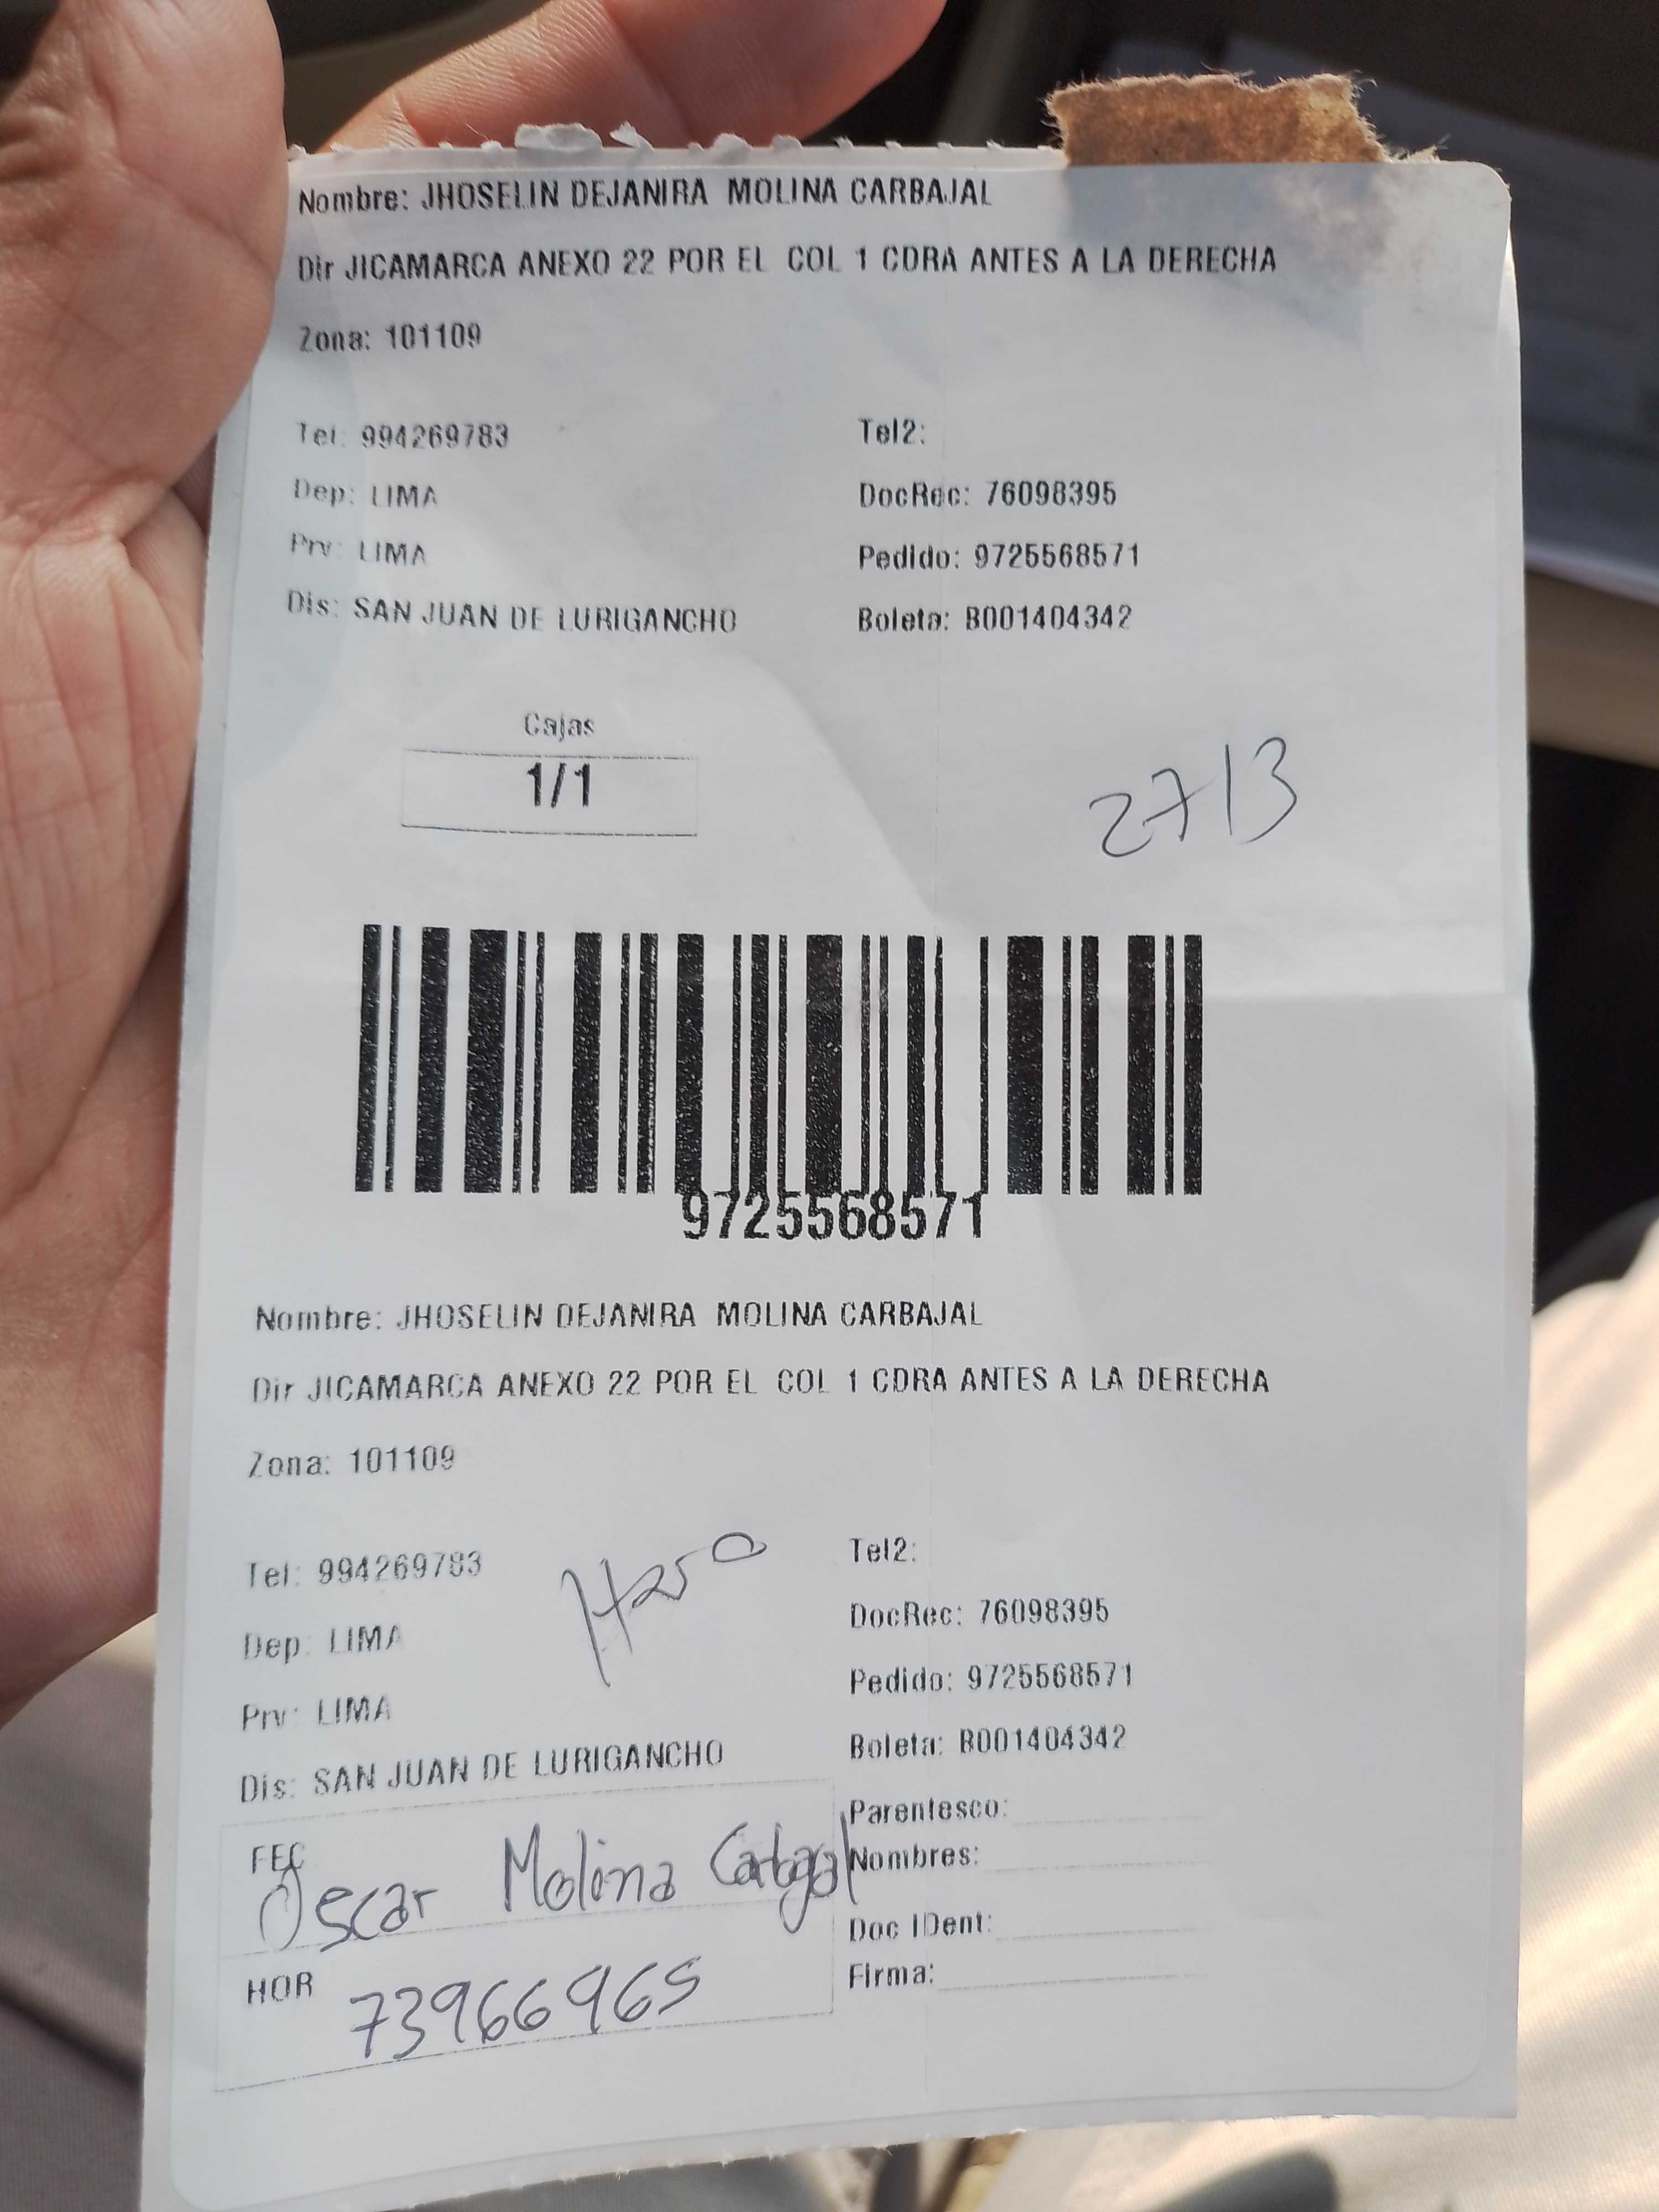 Nombre: JHOSELIN DEJANIRA MOLINA CARBAJAL
Dir JICAMARCA ANEXO 22 POR EL COL 1 CDRA ANTES A LA DERECHA
Zona: 101109
Tel: 994269783 Tel2:
Dep: LIMA DocRec: 76098395
Prv: LIMA Pedido: 9725568571
Dis: SAN JUAN DE LURIGANCHO Boleta: B001404342
Cajas
1/1
2713
9725568571
Nombre: JHOSELIN DEJANIRA MOLINA CARBAJAL
Dir JICAMARCA ANEXO 22 POR EL COL 1 CDRA ANTES A LA DERECHA
Zona: 101109
Tel: 994269783 Tel2:
Dep: LIMA DocRec: 76098395
Prv: LIMA Pedido: 9725568571
Dis: SAN JUAN DE LURIGANCHO Boleta: B001404342
Parentesco:
FEC Nombres:
Oscar Molina Carbajal
Doc IDent:
HOR Firma:
73966965